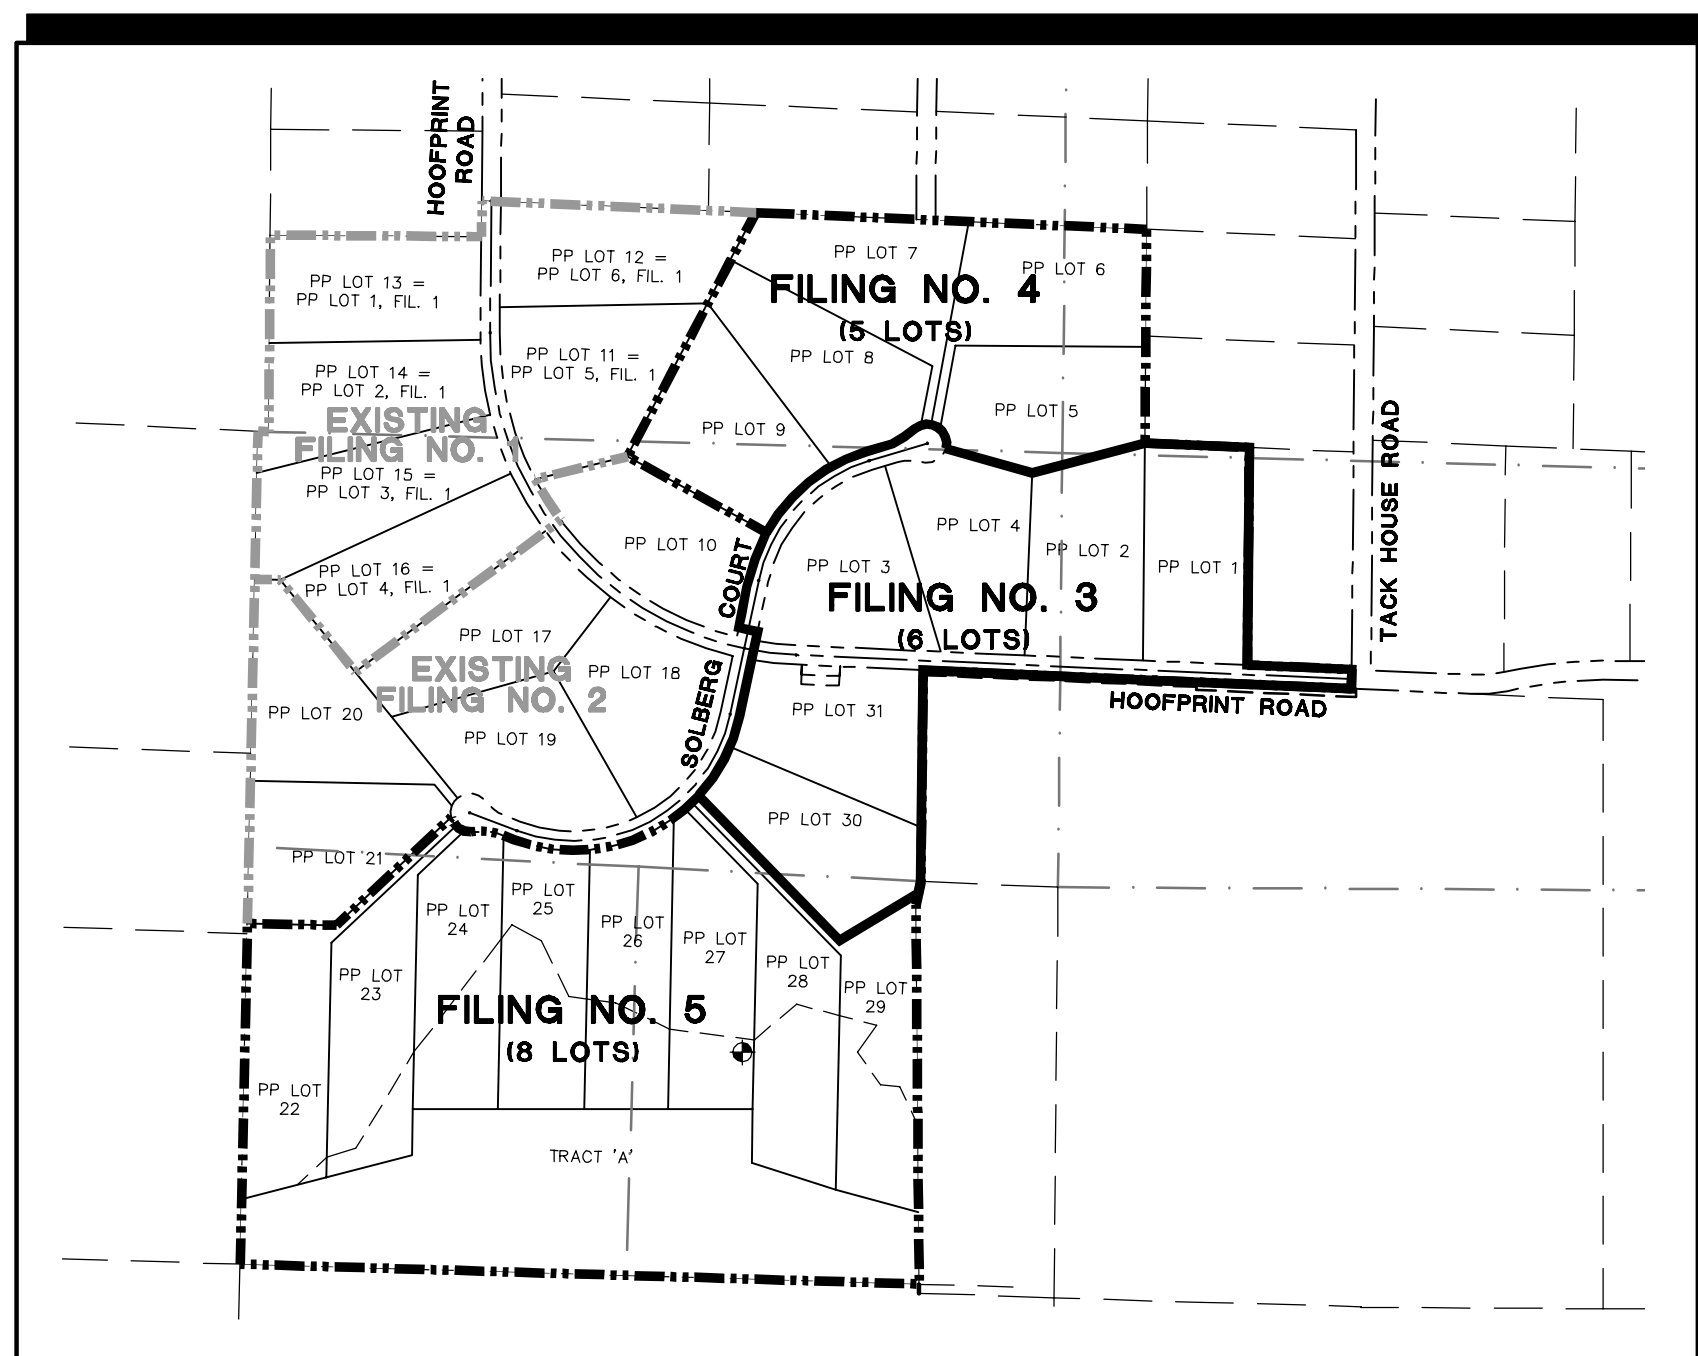 HOOFPRINT
ROAD
PP LOT 12 =
PP LOT 6, FIL. 1
PP LOT 7
PP LOT 6
PP LOT 13 =
PP LOT 1, FIL. 1
FILING NO. 4
(5 LOTS)
PP LOT 11 =
PP LOT 5, FIL. 1
PP LOT 8
PP LOT 14 =
PP LOT 2, FIL. 1
EXISTING
FILING NO. 1
PP LOT 9
PP LOT 5
TACK HOUSE ROAD
PP LOT 15 =
PP LOT 3, FIL. 1
PP LOT 4
PP LOT 10
COURT
PP LOT 2
PP LOT 3
PP LOT 1
PP LOT 16 =
PP LOT 4, FIL. 1
FILING NO. 3
(6 LOTS)
PP LOT 17
EXISTING
FILING NO. 2
PP LOT 18
SOLBERG
PP LOT 20
PP LOT 31
HOOFPRINT ROAD
PP LOT 19
PP LOT 30
PP LOT 21
PP LOT
24
PP LOT
25
PP LOT
26
PP LOT
27
PP LOT
23
PP LOT
28
PP LOT
29
FILING NO. 5
(8 LOTS)
PP LOT
22
TRACT 'A'